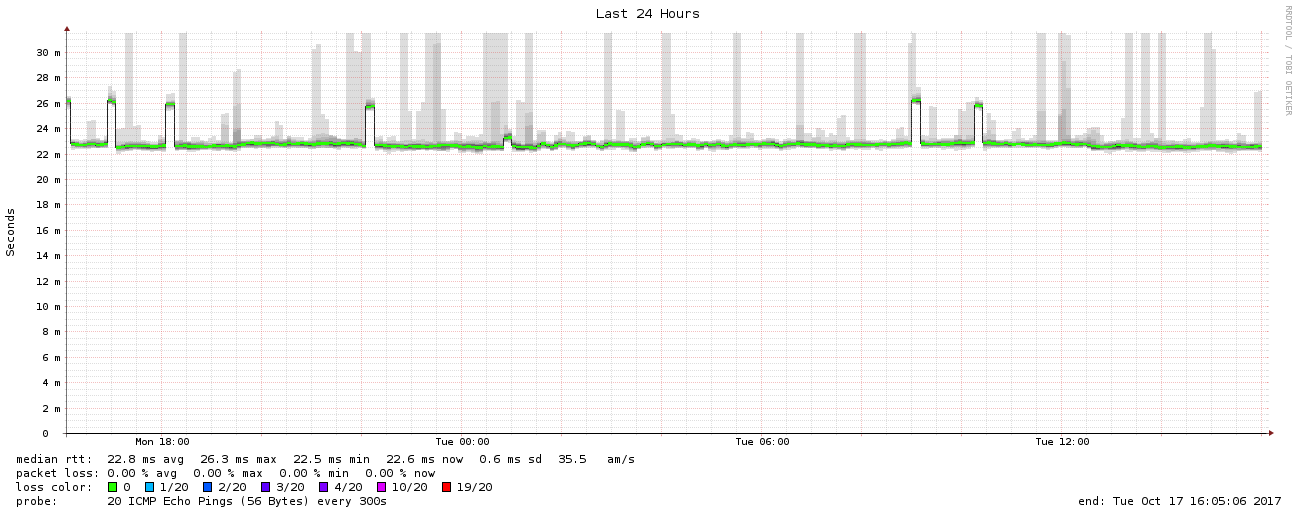 Last 24 Hours
RRDTOOL / TOBI OETIKER
Seconds
30 m
28 m
26 m
24 m
22 m
20 m
18 m
16 m
14 m
12 m
10 m
8 m
6 m
4 m
2 m
0
Mon 18:00 Tue 00:00 Tue 06:00 Tue 12:00
median rtt: 22.8 ms avg 26.3 ms max 22.5 ms min 22.6 ms now 0.6 ms sd 35.5 am/s
packet loss: 0.00 % avg 0.00 % max 0.00 % min 0.00 % now
loss color: 0 1/20 2/20 3/20 4/20 10/20 19/20
probe: 20 ICMP Echo Pings (56 Bytes) every 300s end: Tue Oct 17 16:05:06 2017